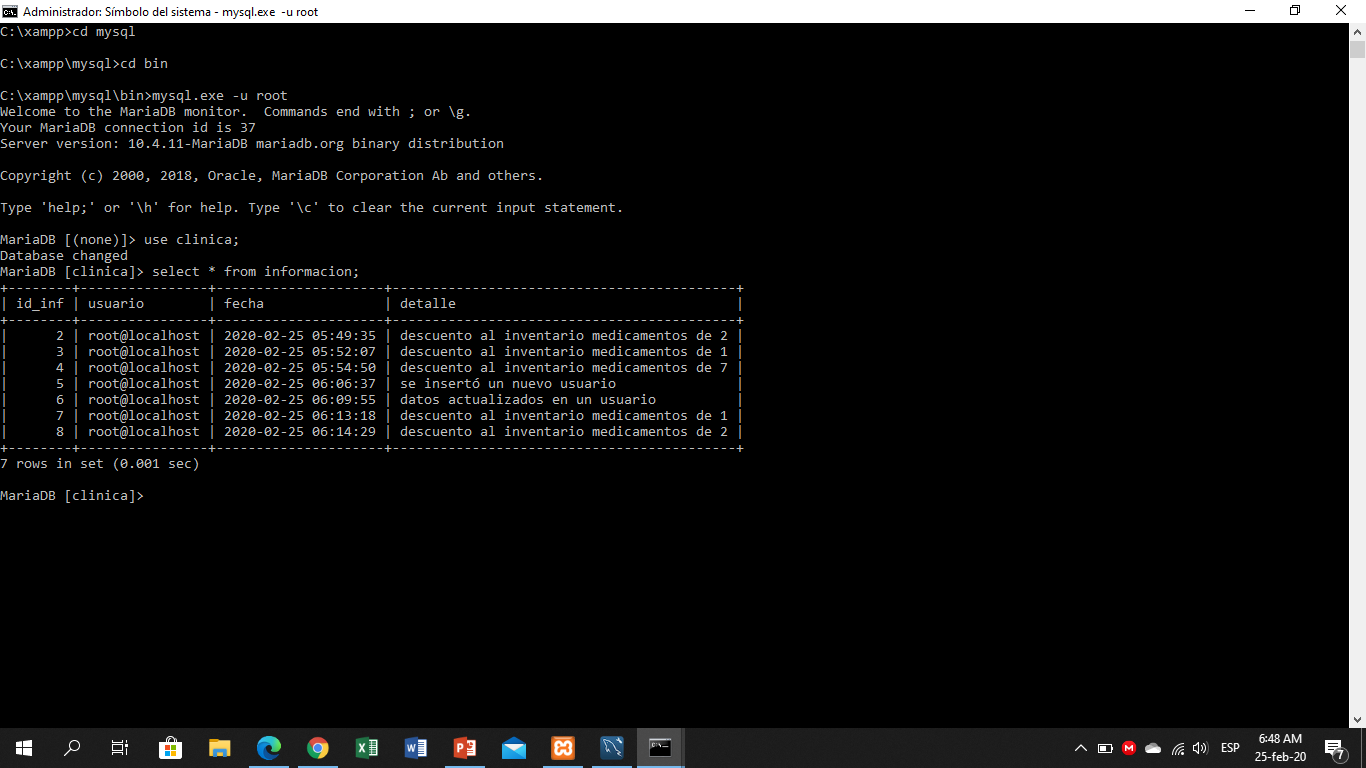 Administrador: Símbolo del sistema - mysql.exe  -u root
C:\xampp>cd mysql
C:\xampp\mysql>cd bin
C:\xampp\mysql\bin>mysql.exe -u root
Welcome to the MariaDB monitor.  Commands end with ; or \g.
Your MariaDB connection id is 37
Server version: 10.4.11-MariaDB mariadb.org binary distribution
Copyright (c) 2000, 2018, Oracle, MariaDB Corporation Ab and others.
Type 'help;' or '\h' for help. Type '\c' to clear the current input statement.
MariaDB [(none)]> use clinica;
Database changed
MariaDB [clinica]> select * from informacion;
+--------+----------------+---------------------+-------------------------------------------+
| id_inf | usuario        | fecha               | detalle                                   |
+--------+----------------+---------------------+-------------------------------------------+
|      2 | root@localhost | 2020-02-25 05:49:35 | descuento al inventario medicamentos de 2 |
|      3 | root@localhost | 2020-02-25 05:52:07 | descuento al inventario medicamentos de 1 |
|      4 | root@localhost | 2020-02-25 05:54:50 | descuento al inventario medicamentos de 7 |
|      5 | root@localhost | 2020-02-25 06:06:37 | se insertó un nuevo usuario               |
|      6 | root@localhost | 2020-02-25 06:09:55 | datos actualizados en un usuario          |
|      7 | root@localhost | 2020-02-25 06:13:18 | descuento al inventario medicamentos de 1 |
|      8 | root@localhost | 2020-02-25 06:14:29 | descuento al inventario medicamentos de 2 |
+--------+----------------+---------------------+-------------------------------------------+
7 rows in set (0.001 sec)
MariaDB [clinica]>
ESP
6:48 AM
25-feb-20
7